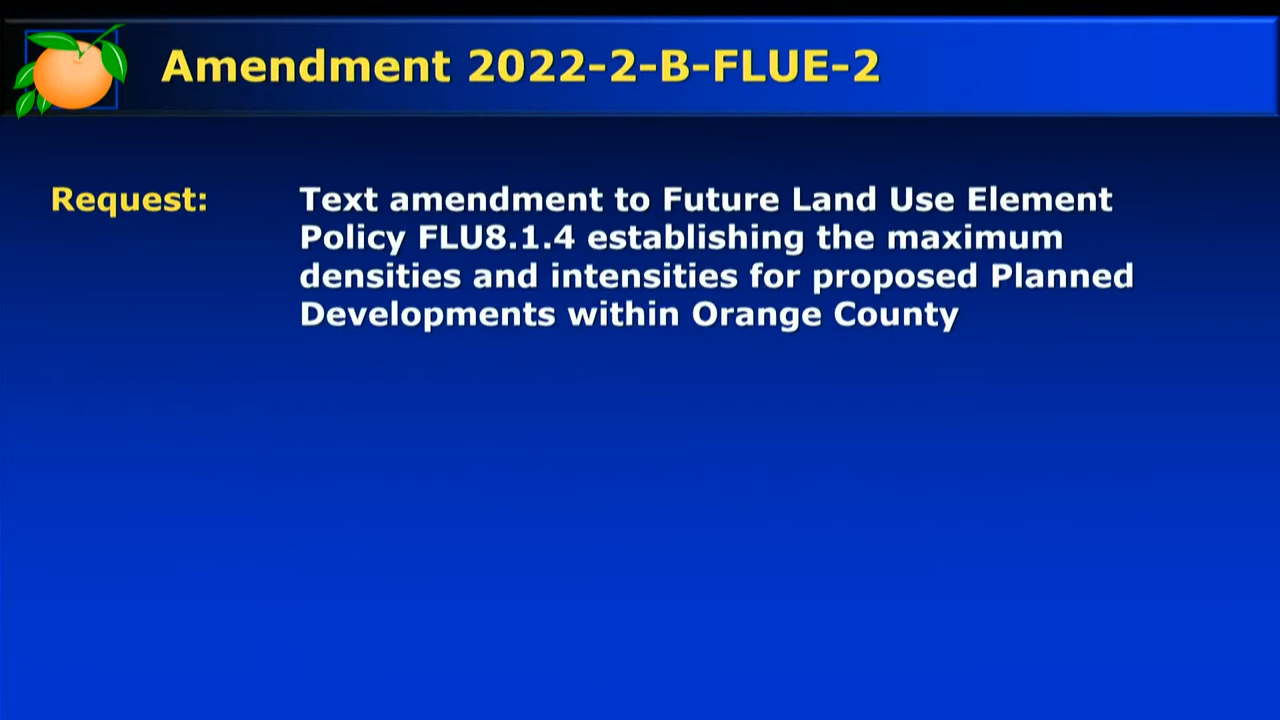 Amendment 2022-2-B-FLUE-2
Request:
Text amendment to Future Land Use Element
Policy FLU8.1.4 establishing the maximum
densities and intensities for proposed Planned
Developments within Orange County